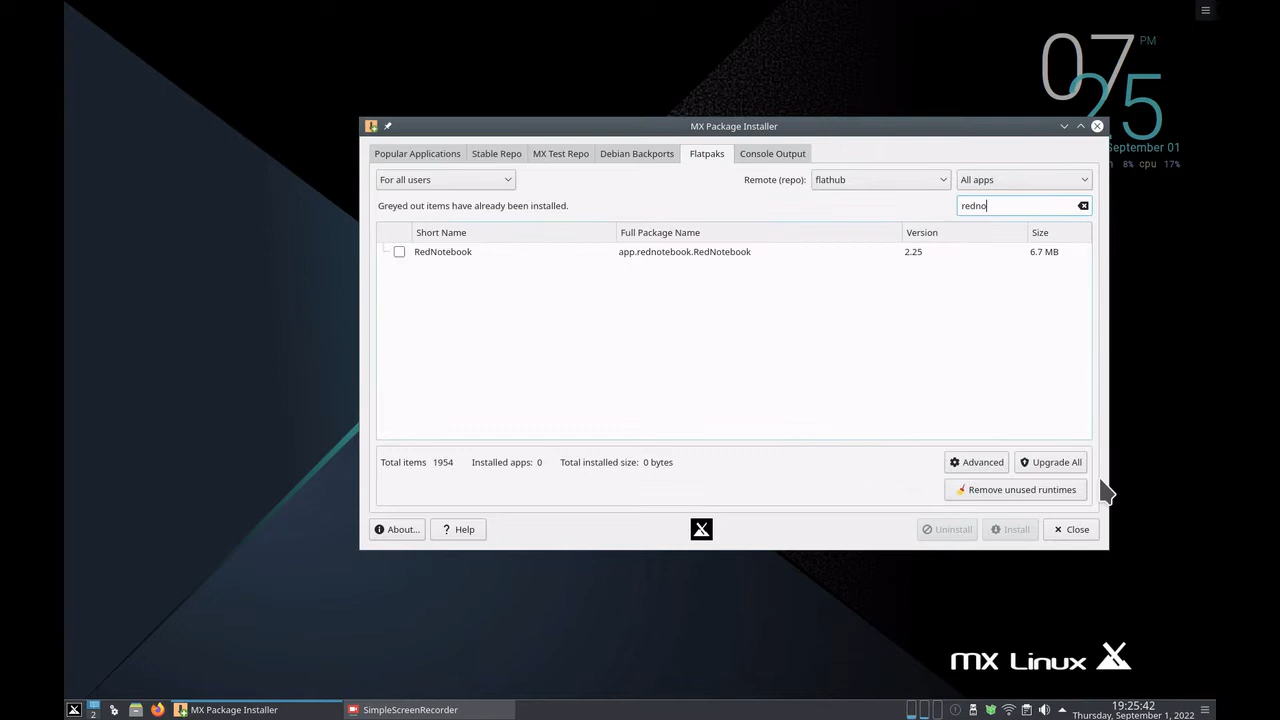 07 PM
25
September 01
8% cpu 17%
MX Package Installer
Popular Applications Stable Repo MX Test Repo Debian Backports Flatpaks Console Output
For all users Remote (repo): flathub All apps
Greyed out items have already been installed. redno
Short Name Full Package Name Version Size
RedNotebook app.rednotebook.RedNotebook 2.25 6.7 MB
Total items 1954 Installed apps: 0 Total installed size: 0 bytes Advanced Upgrade All
Remove unused runtimes
About... ? Help Uninstall Install Close
MX Linux
2 MX Package Installer SimpleScreenRecorder 19:25:42
Thursday, September 1, 2022